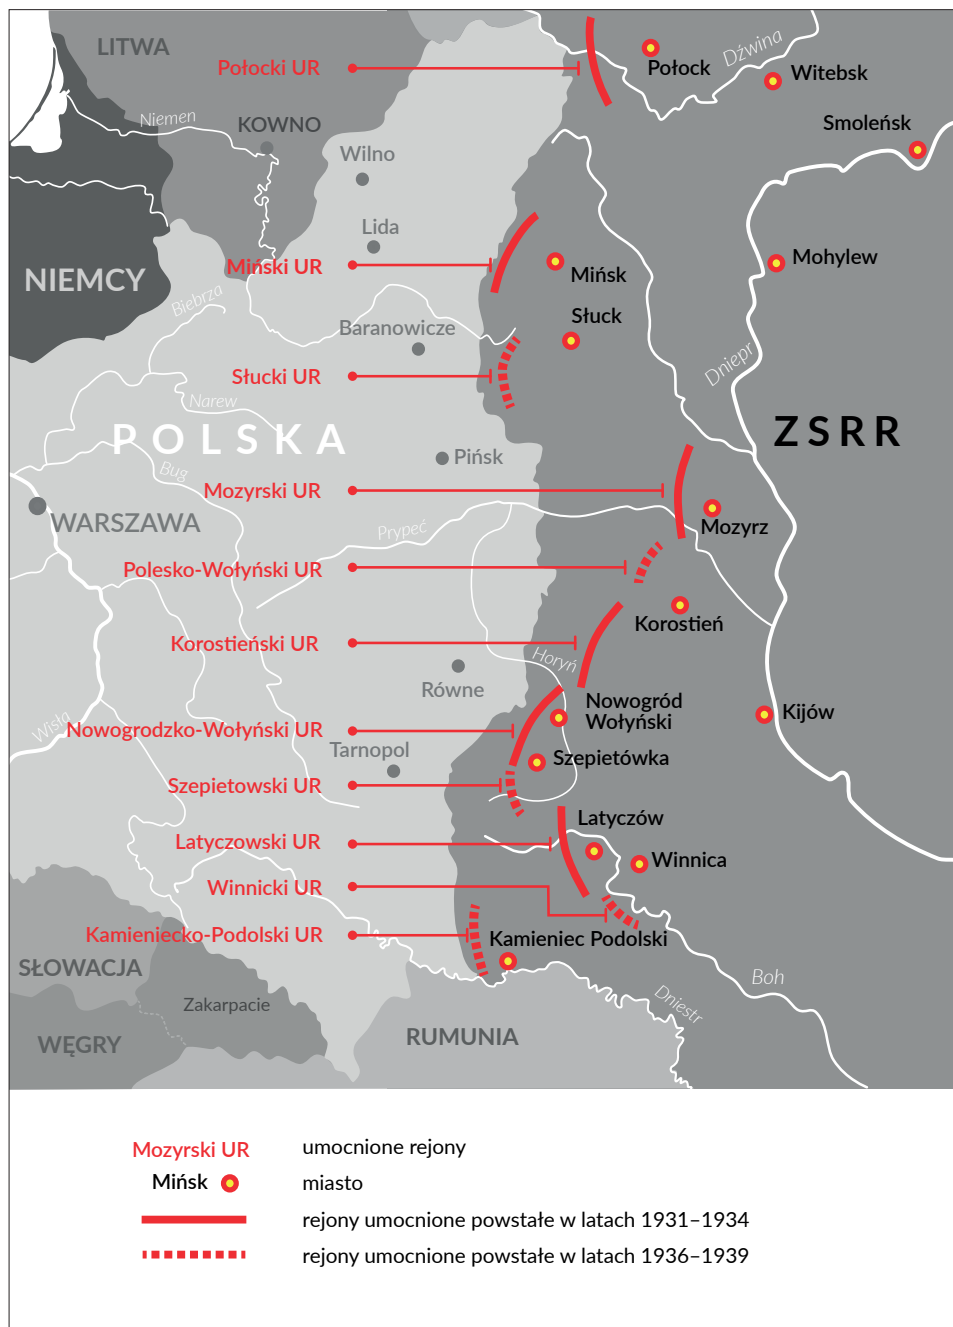 LITWA
Połocki UR
Połock
Dźwina
Witebsk
Smoleńsk
Niemen
KOWNO
Wilno
Lida
Miński UR
Mińsk
Mohylew
NIEMCY
Biebrza
Baranowicze
Słuck
Dniepr
Słucki UR
Narew
POLSKA
ZSRR
Pińsk
Bug
Mozyrski UR
WARSZAWA
Prypeć
Mozyrz
Polesko-Wołyński UR
Korostień
Korostieński UR
Horyń
Równe
Nowogród
Wołyński
Kijów
Wisła
Nowogrodzko-Wołyński UR
Tarnopol
Szepietówka
Szepietowski UR
Latyczów
Latyczowski UR
Winnica
Winnicki UR
Kamieniecko-Podolski UR
Kamieniec Podolski
SŁOWACJA
Boh
Zakarpacie
Dniestr
WĘGRY
RUMUNIA
Mozyrski UR umocnione rejony
Mińsk miasto
rejony umocnione powstałe w latach 1931–1934
rejony umocnione powstałe w latach 1936–1939